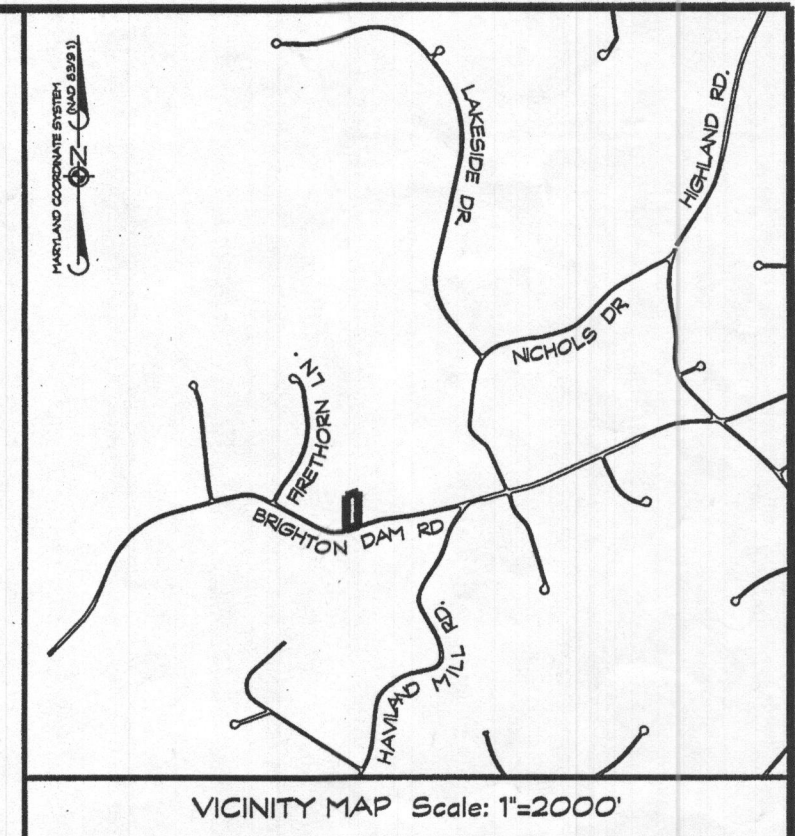 MARYLAND COORDINATE SYSTEM
(NAD 83/91)
N
LAKESIDE DR
HIGHLAND RD.
NICHOLS DR
FIRETHORN LN.
BRIGHTON DAM RD
HAVILAND MILL RD.
VICINITY MAP Scale: 1"=2000'